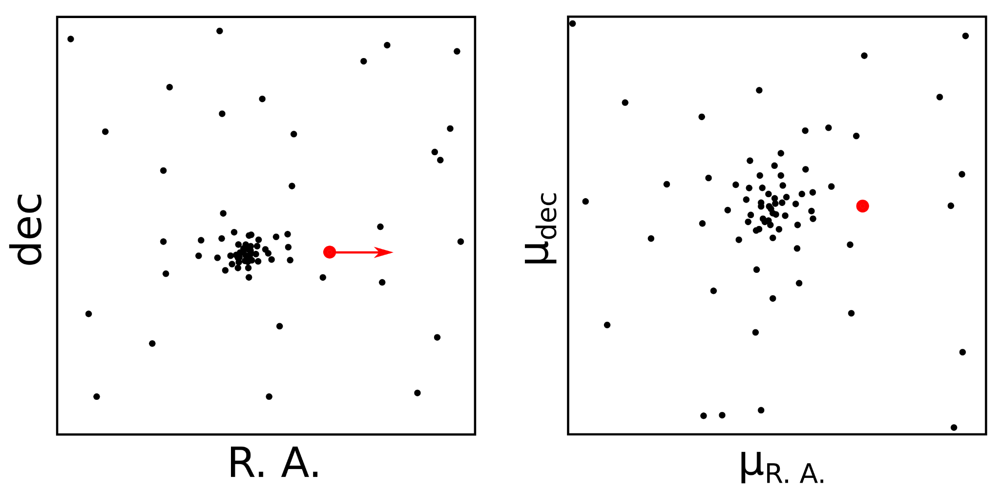 dec
R. A.
μdec
μR. A.